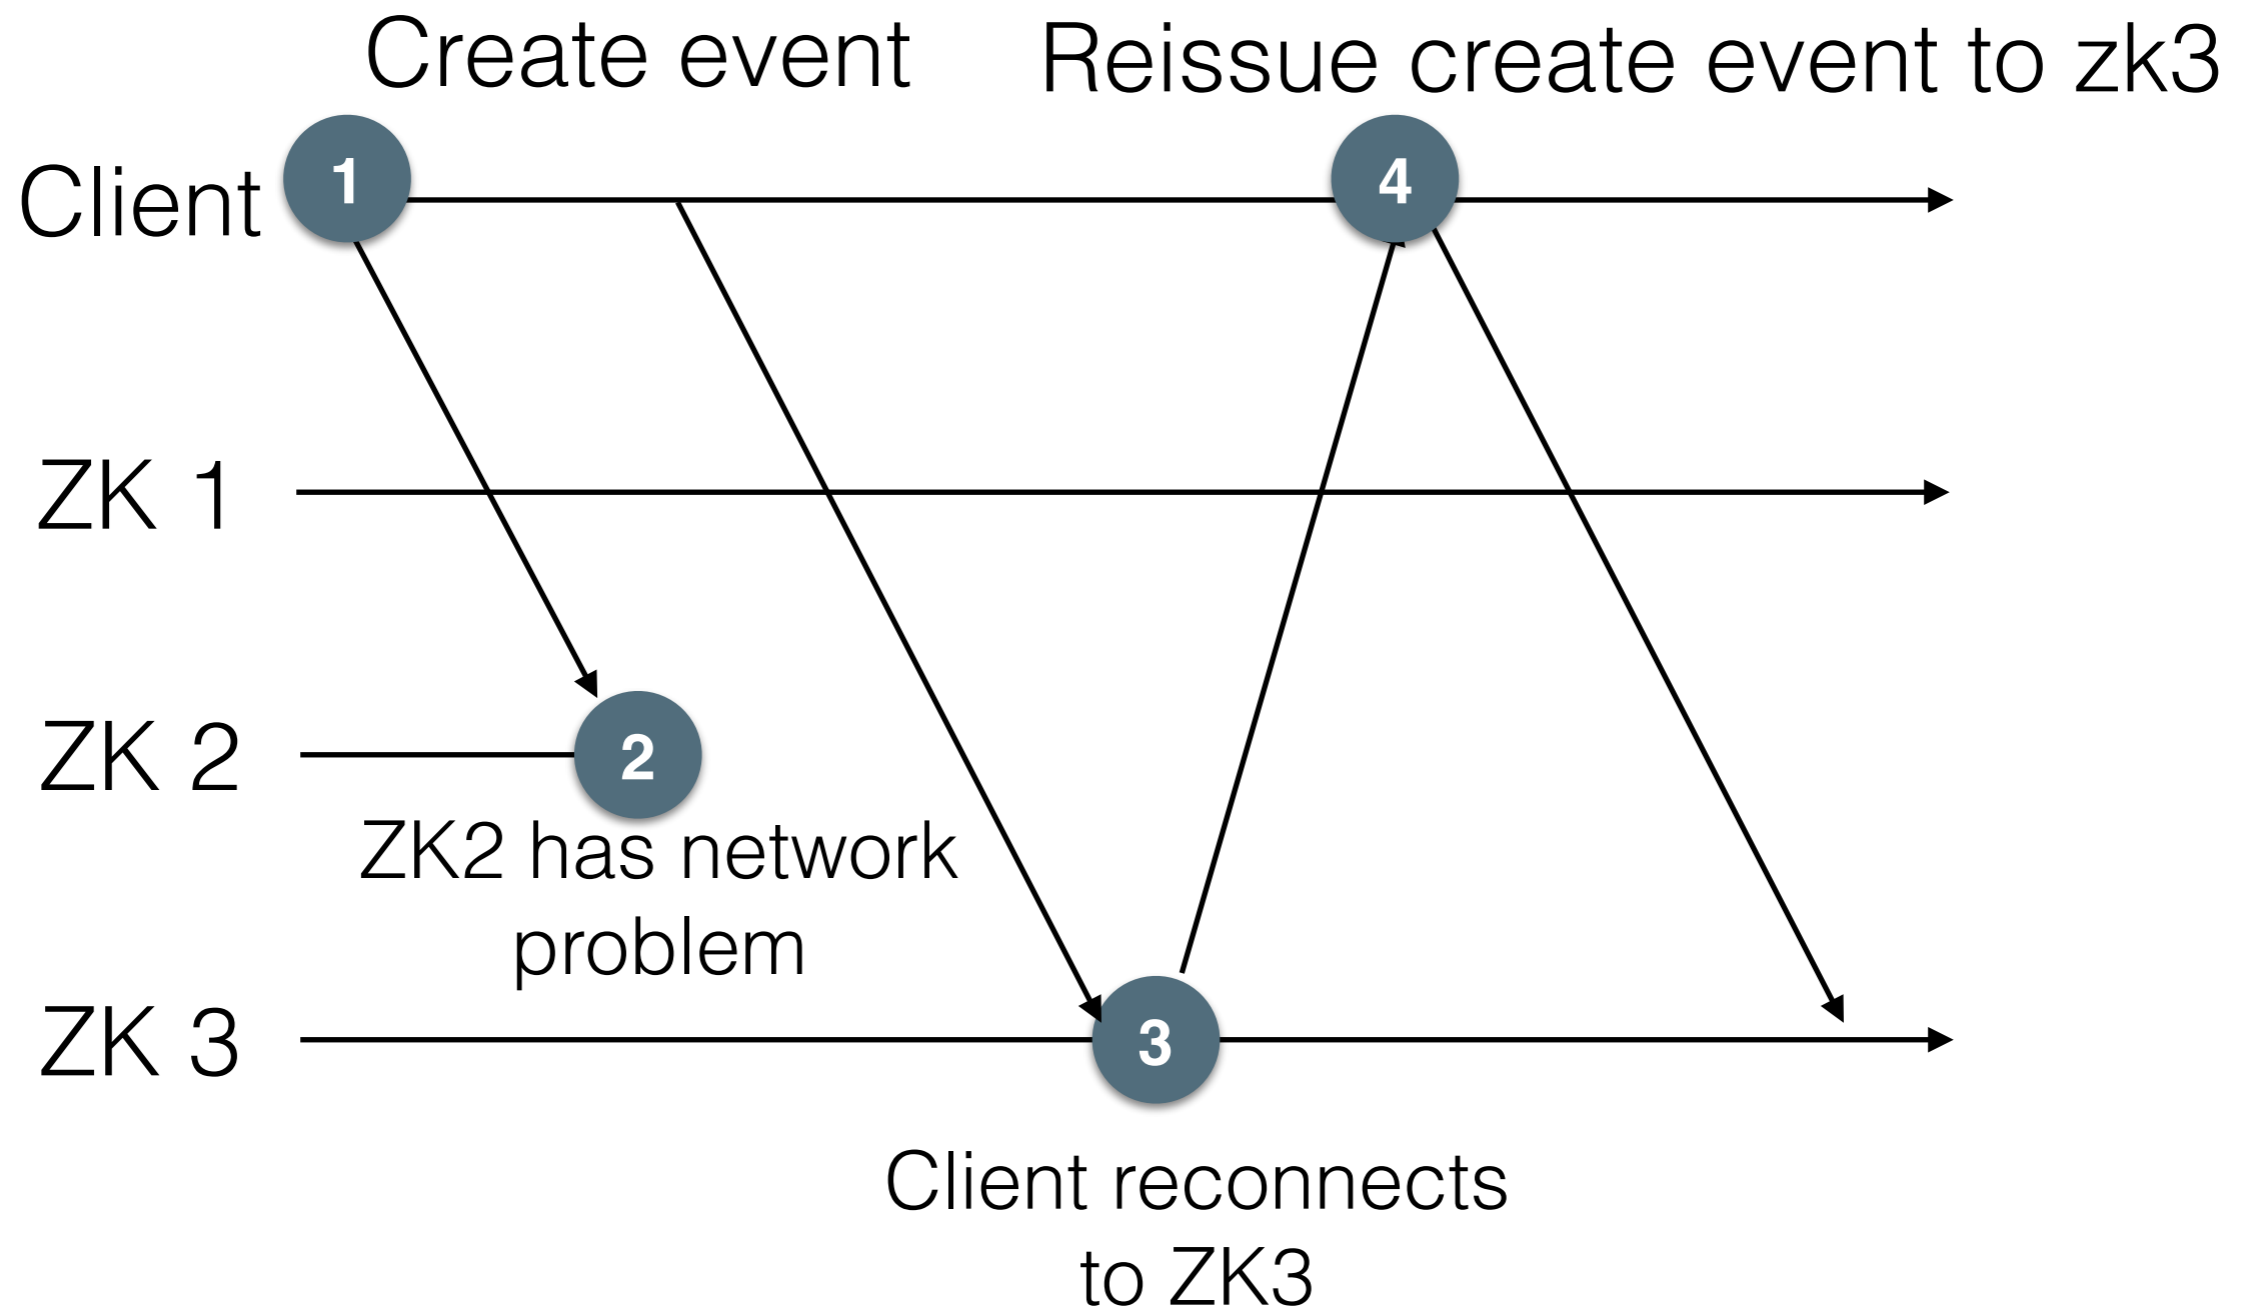 Create event
Reissue create event to zk3
Client
1
4
ZK 1
ZK 2
2
ZK2 has network
problem
ZK 3
3
Client reconnects
to ZK3